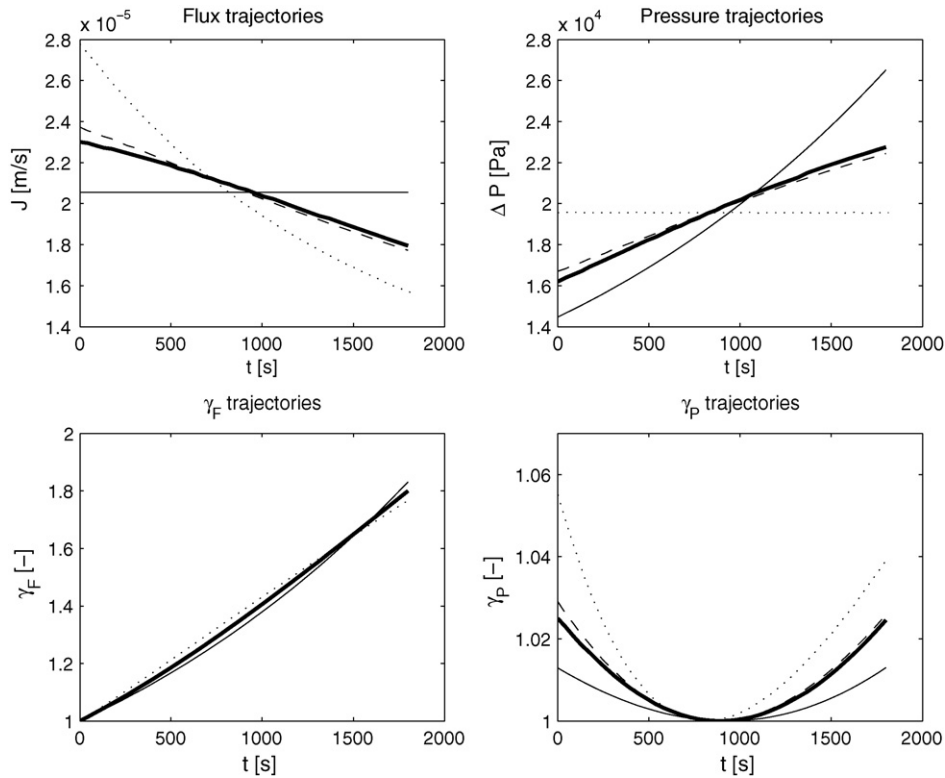 Flux trajectories
x 10⁻⁵
2.8
2.6
2.4
2.2
2
1.8
1.6
1.4
J [m/s]
0 500 1000 1500 2000
t [s]
Pressure trajectories
x 10⁴
2.8
2.6
2.4
2.2
2
1.8
1.6
1.4
Δ P [Pa]
0 500 1000 1500 2000
t [s]
γ_F trajectories
2
1.8
1.6
1.4
1.2
1
γ_F [–]
0 500 1000 1500 2000
t [s]
γ_P trajectories
1.06
1.04
1.02
1
γ_P [–]
0 500 1000 1500 2000
t [s]